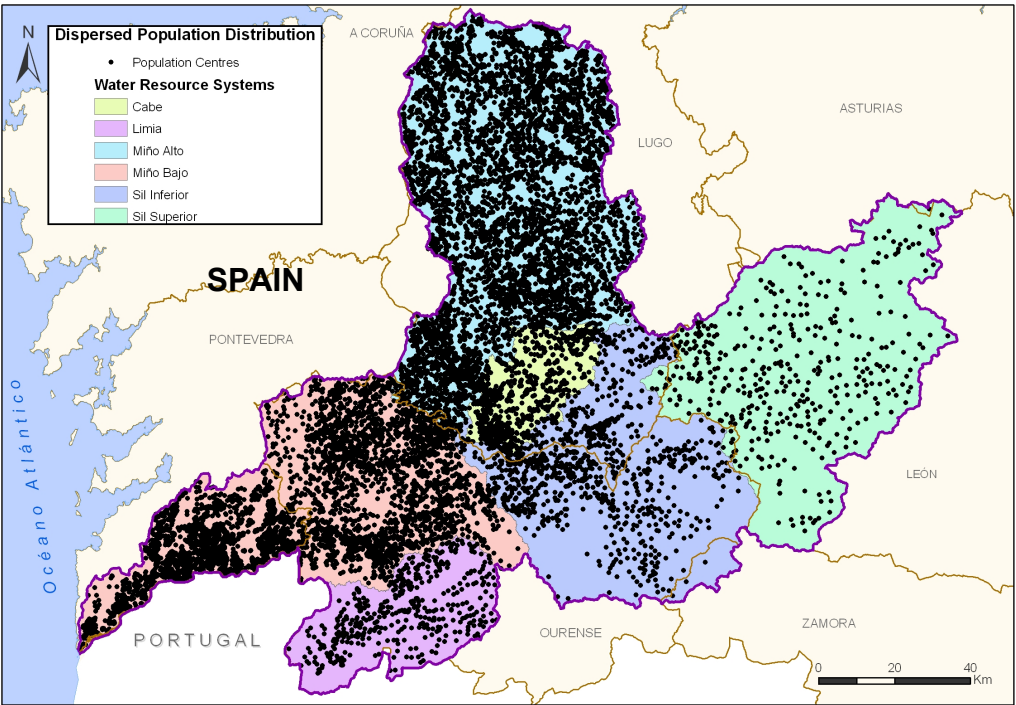 Dispersed Population Distribution
Population Centres
Water Resource Systems
Cabe
Limia
Miño Alto
Miño Bajo
Sil Inferior
Sil Superior
N
A CORUÑA
LUGO
ASTURIAS
SPAIN
PONTEVEDRA
Océano Atlántico
LEÓN
PORTUGAL
OURENSE
ZAMORA
0 20 40
Km